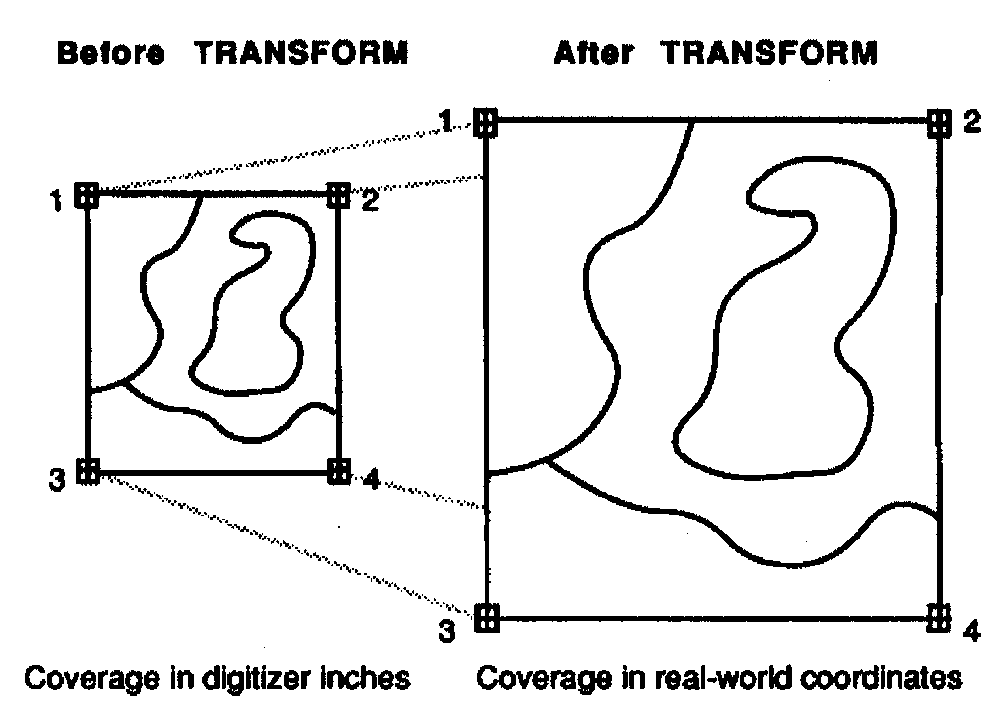 Before TRANSFORM
After TRANSFORM
1
2
1
2
3
4
3
4
Coverage in digitizer inches
Coverage in real-world coordinates